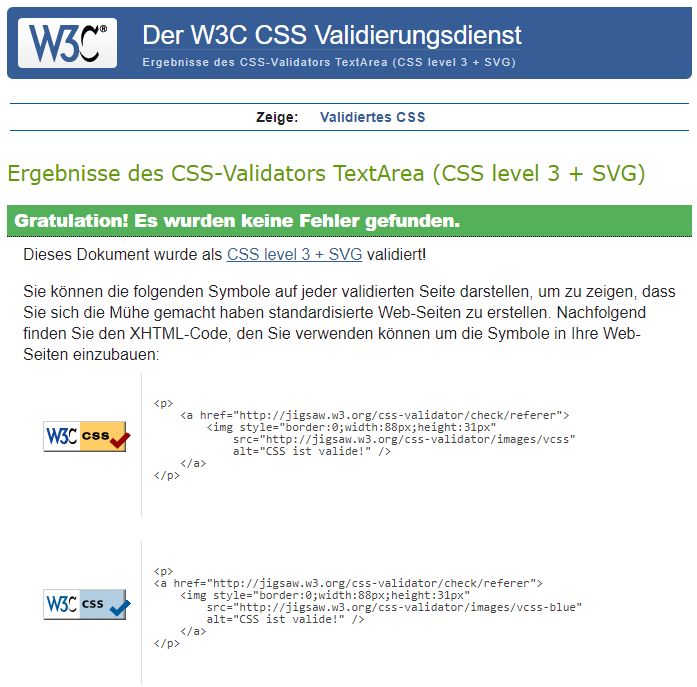 W3C®
Der W3C CSS Validierungsdienst
Ergebnisse des CSS-Validators TextArea (CSS level 3 + SVG)
Zeige: Validiertes CSS
Ergebnisse des CSS-Validators TextArea (CSS level 3 + SVG)
Gratulation! Es wurden keine Fehler gefunden.
Dieses Dokument wurde als CSS level 3 + SVG validiert!
Sie können die folgenden Symbole auf jeder validierten Seite darstellen, um zu zeigen, dass
Sie sich die Mühe gemacht haben standardisierte Web-Seiten zu erstellen. Nachfolgend
finden Sie den XHTML-Code, den Sie verwenden können um die Symbole in Ihre Web-
Seiten einzubauen:
W3C CSS
<p>
<a href="http://jigsaw.w3.org/css-validator/check/referer">
<img style="border:0;width:88px;height:31px"
src="http://jigsaw.w3.org/css-validator/images/vcss"
alt="CSS ist valide!" />
</a>
</p>
W3C CSS
<p>
<a href="http://jigsaw.w3.org/css-validator/check/referer">
<img style="border:0;width:88px;height:31px"
src="http://jigsaw.w3.org/css-validator/images/vcss-blue"
alt="CSS ist valide!" />
</a>
</p>